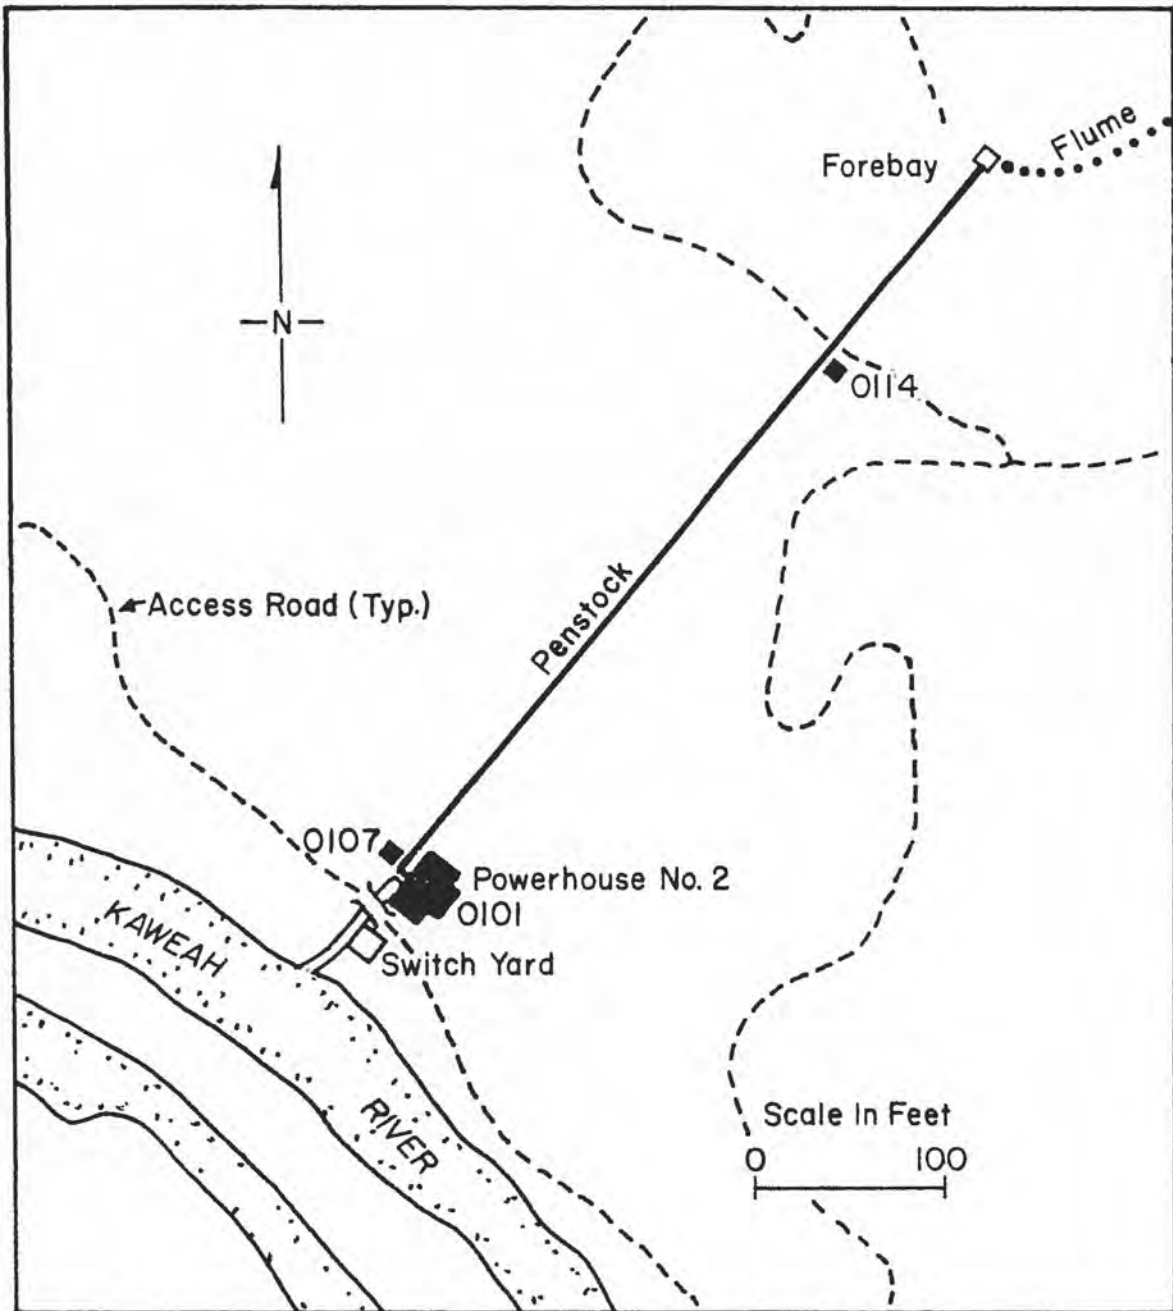 Flume
Forebay
N
0114
Penstock
Access Road (Typ.)
0107
Powerhouse No. 2
0101
KAWEAH
Switch Yard
RIVER
Scale In Feet
0 100